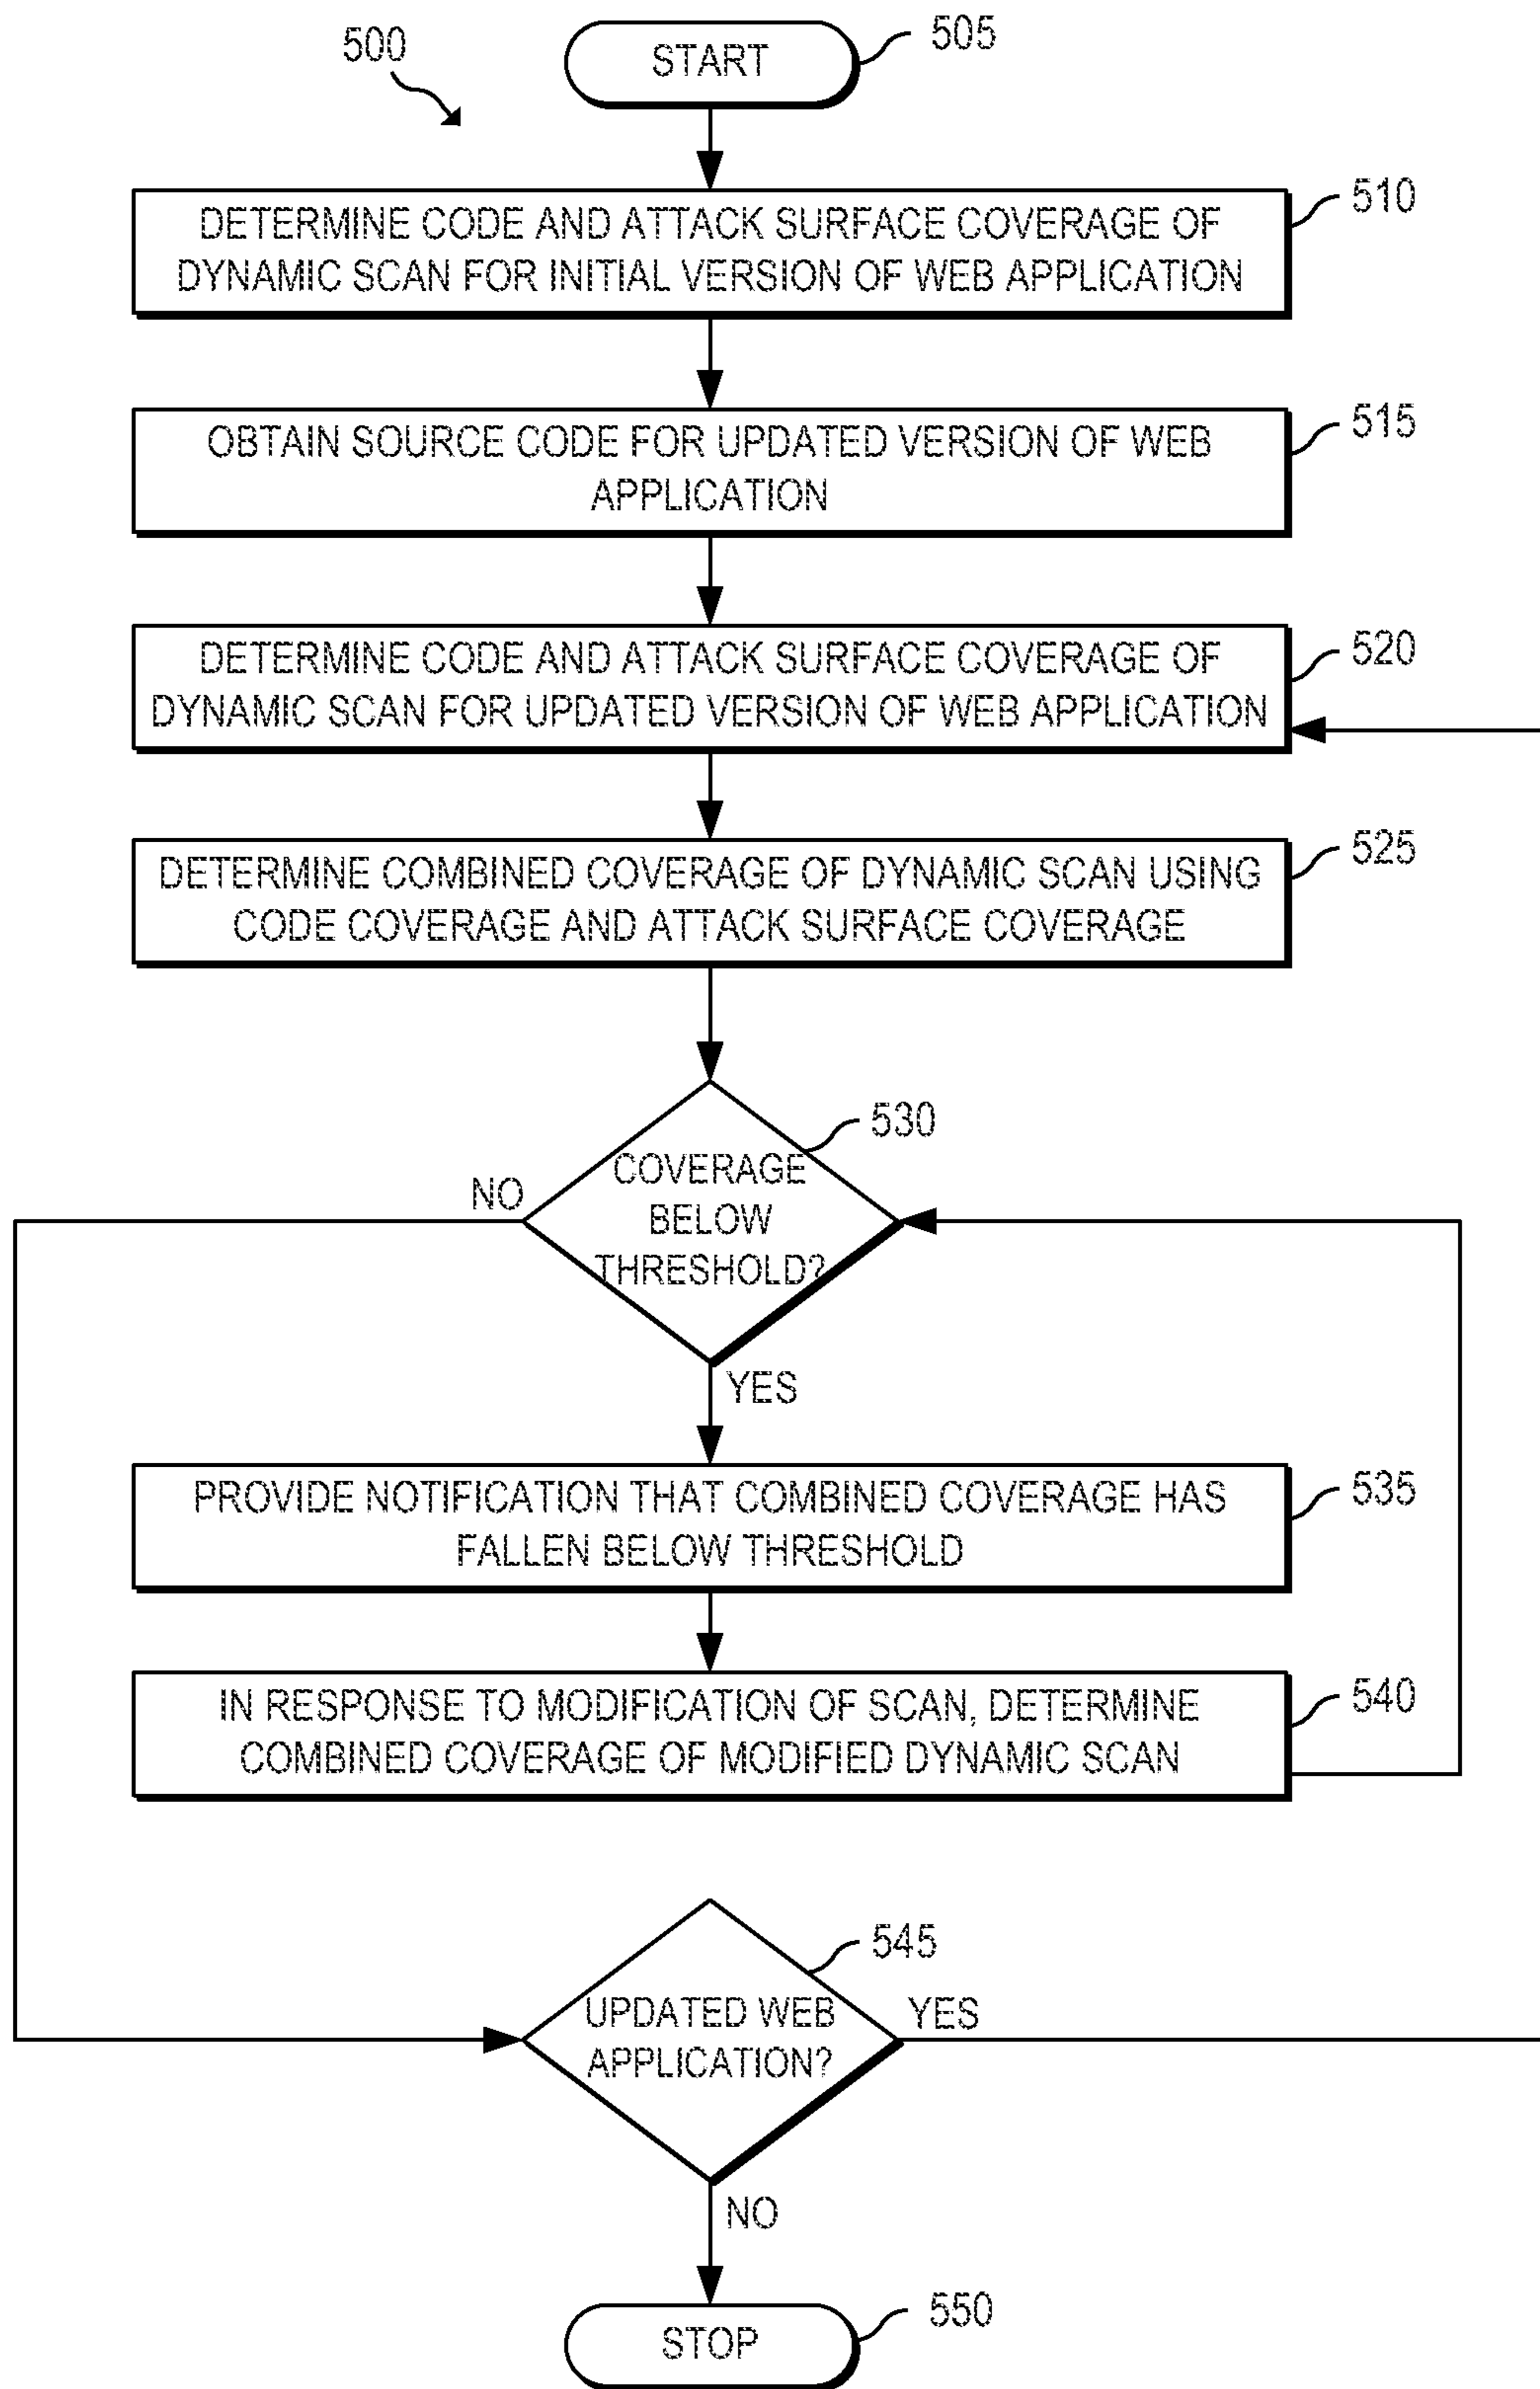 500
START
505
DETERMINE CODE AND ATTACK SURFACE COVERAGE OF
DYNAMIC SCAN FOR INITIAL VERSION OF WEB APPLICATION
510
OBTAIN SOURCE CODE FOR UPDATED VERSION OF WEB
APPLICATION
515
DETERMINE CODE AND ATTACK SURFACE COVERAGE OF
DYNAMIC SCAN FOR UPDATED VERSION OF WEB APPLICATION
520
DETERMINE COMBINED COVERAGE OF DYNAMIC SCAN USING
CODE COVERAGE AND ATTACK SURFACE COVERAGE
525
530
COVERAGE
BELOW
THRESHOLD?
NO
YES
PROVIDE NOTIFICATION THAT COMBINED COVERAGE HAS
FALLEN BELOW THRESHOLD
535
IN RESPONSE TO MODIFICATION OF SCAN, DETERMINE
COMBINED COVERAGE OF MODIFIED DYNAMIC SCAN
540
545
UPDATED WEB
APPLICATION?
YES
NO
STOP
550